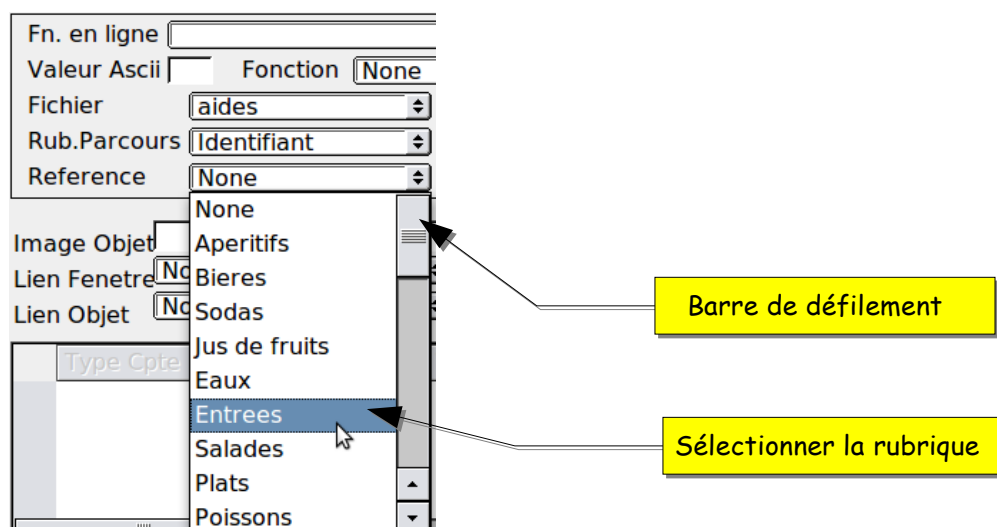 Fn. en ligne
Valeur Ascii Fonction None
Fichier aides
Rub.Parcours Identifiant
Reference None
None
Image Objet Aperitifs
Lien Fenetre No Bieres
Lien Objet No Sodas
Jus de fruits
Type Cpte
Eaux
Entrees
Salades
Plats
Poissons
Barre de défilement
Sélectionner la rubrique